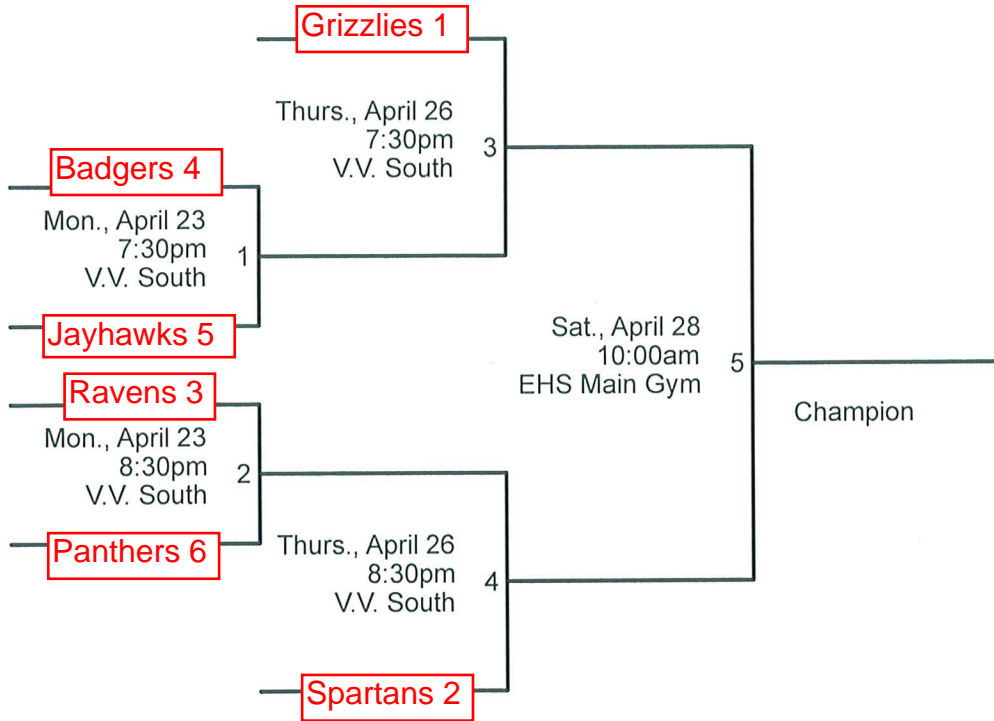 Grizzlies 1
Thurs., April 26
7:30pm
V.V. South
3
Badgers 4
Mon., April 23
7:30pm
V.V. South
1
Jayhawks 5
Sat., April 28
10:00am
EHS Main Gym
5
Champion
Ravens 3
Mon., April 23
8:30pm
V.V. South
2
Panthers 6
Thurs., April 26
8:30pm
V.V. South
4
Spartans 2